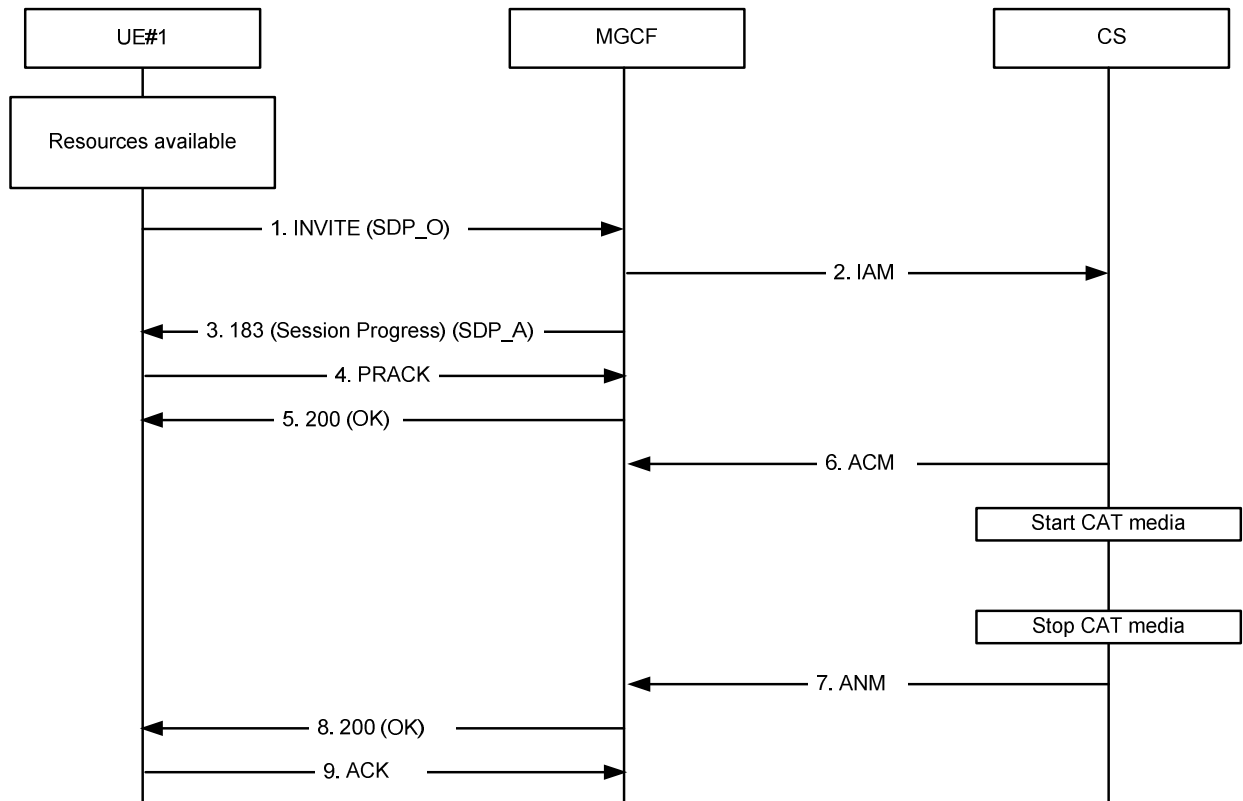 UE#1
MGCF
CS
Resources available
1. INVITE (SDP_O)
2. IAM
3. 183 (Session Progress) (SDP_A)
4. PRACK
5. 200 (OK)
6. ACM
Start CAT media
Stop CAT media
7. ANM
8. 200 (OK)
9. ACK